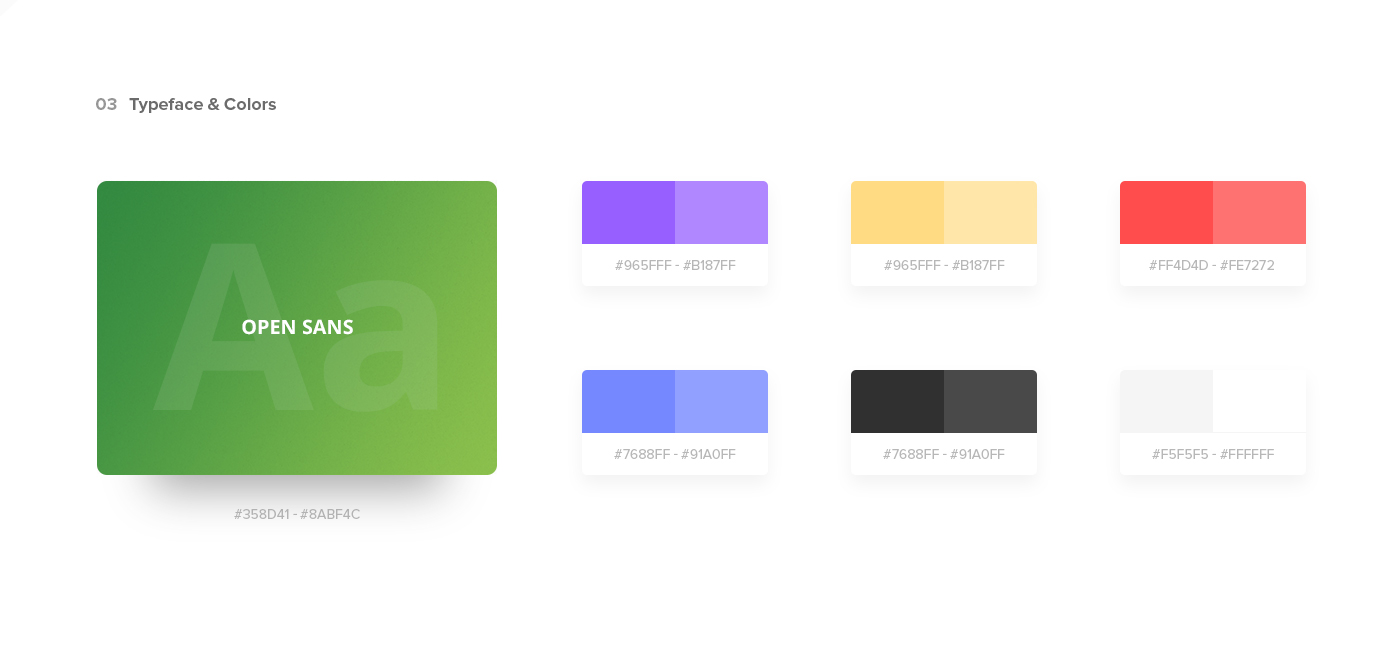 03 Typeface & Colors
Aa
OPEN SANS
#358D41 - #8ABF4C
#965FFF - #B187FF
#965FFF - #B187FF
#FF4D4D - #FE7272
#7688FF - #91A0FF
#7688FF - #91A0FF
#F5F5F5 - #FFFFFF